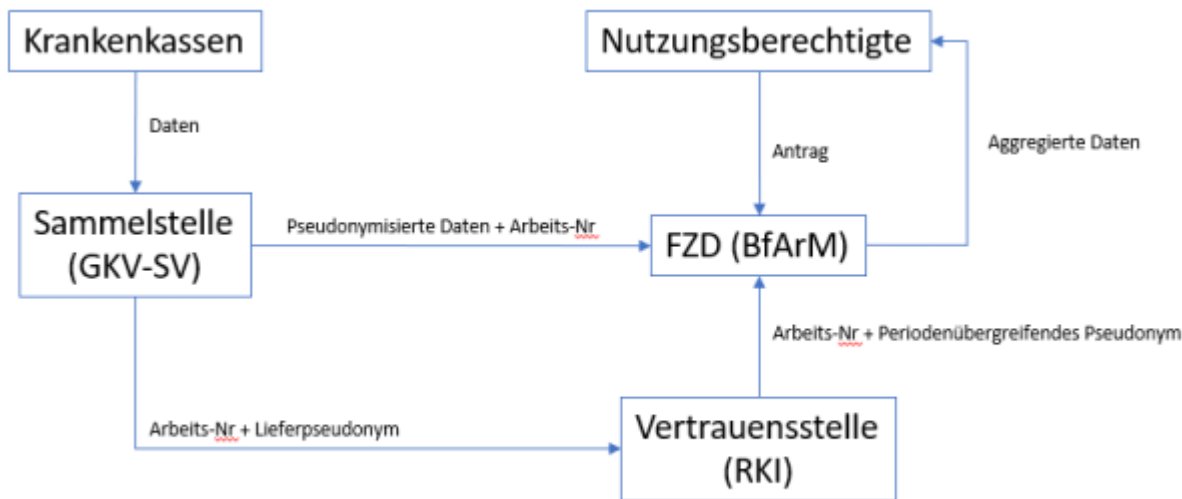 Krankenkassen
Nutzungsberechtigte
Daten
Antrag
Aggregierte Daten
Sammelstelle
(GKV-SV)
Pseudonymisierte Daten + Arbeits-Nr
FZD (BfArM)
Arbeits-Nr + Periodenübergreifendes Pseudonym
Arbeits-Nr + Lieferpseudonym
Vertrauensstelle
(RKI)